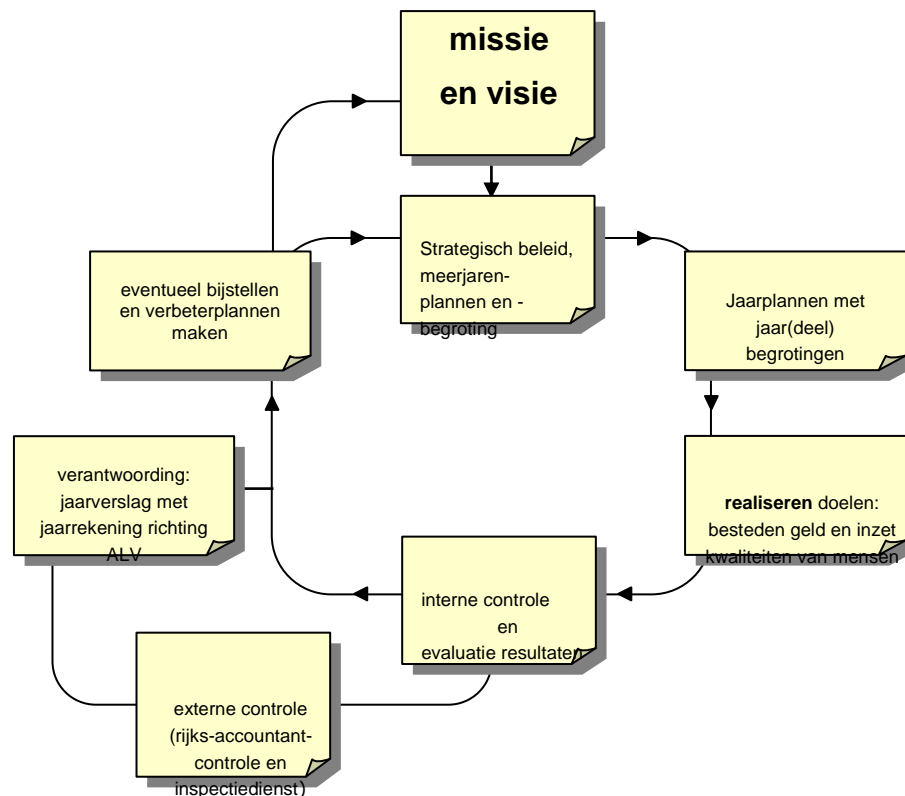 missie
en visie
Strategisch beleid,
meerjaren-
plannen en -
begroting
eventueel bijstellen
en verbeterplannen
maken
Jaarplannen met
jaar(deel)
begrotingen
verantwoording:
jaarverslag met
jaarrekening richting
ALV
realiseren doelen:
besteden geld en inzet
kwaliteiten van mensen
interne controle
en
evaluatie resultaten
externe controle
(rijks-accountant-
controle en
inspectiedienst)